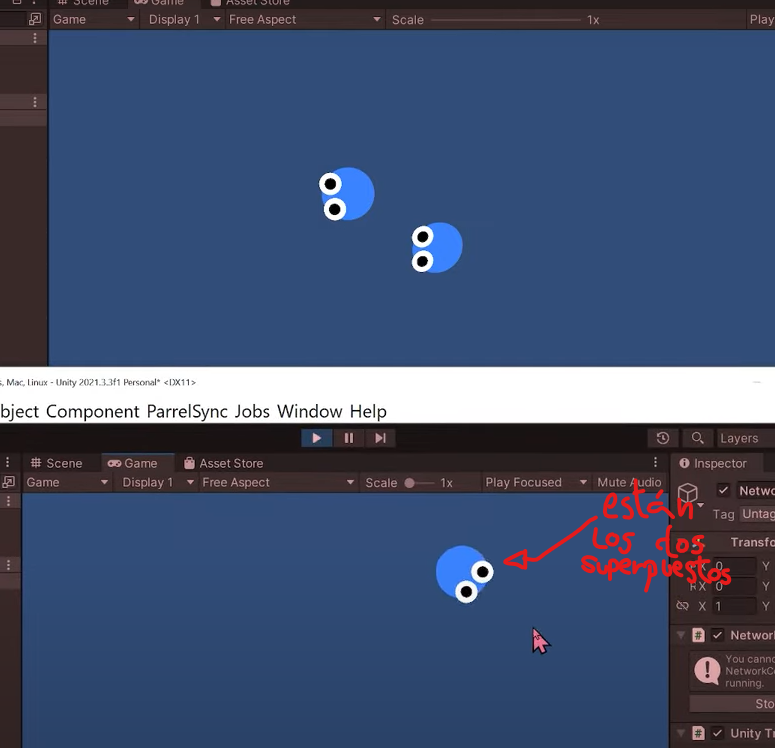 Scene Game Asset Store
Game Display 1 Free Aspect Scale 1x Play
s, Mac, Linux - Unity 2021.3.3f1 Personal* <DX11>
bject Component ParrelSync Jobs Window Help
Layers
Scene Game Asset Store Inspector
Game Display 1 Free Aspect Scale 1x Play Focused Mute Audio
Netwo
Tag Untag
están
los dos
superpuestos
Transfo
X 0 Y
X 0 Y
X 1 Y
Network
You canno
NetworkCo
running.
Sto
Unity Tr